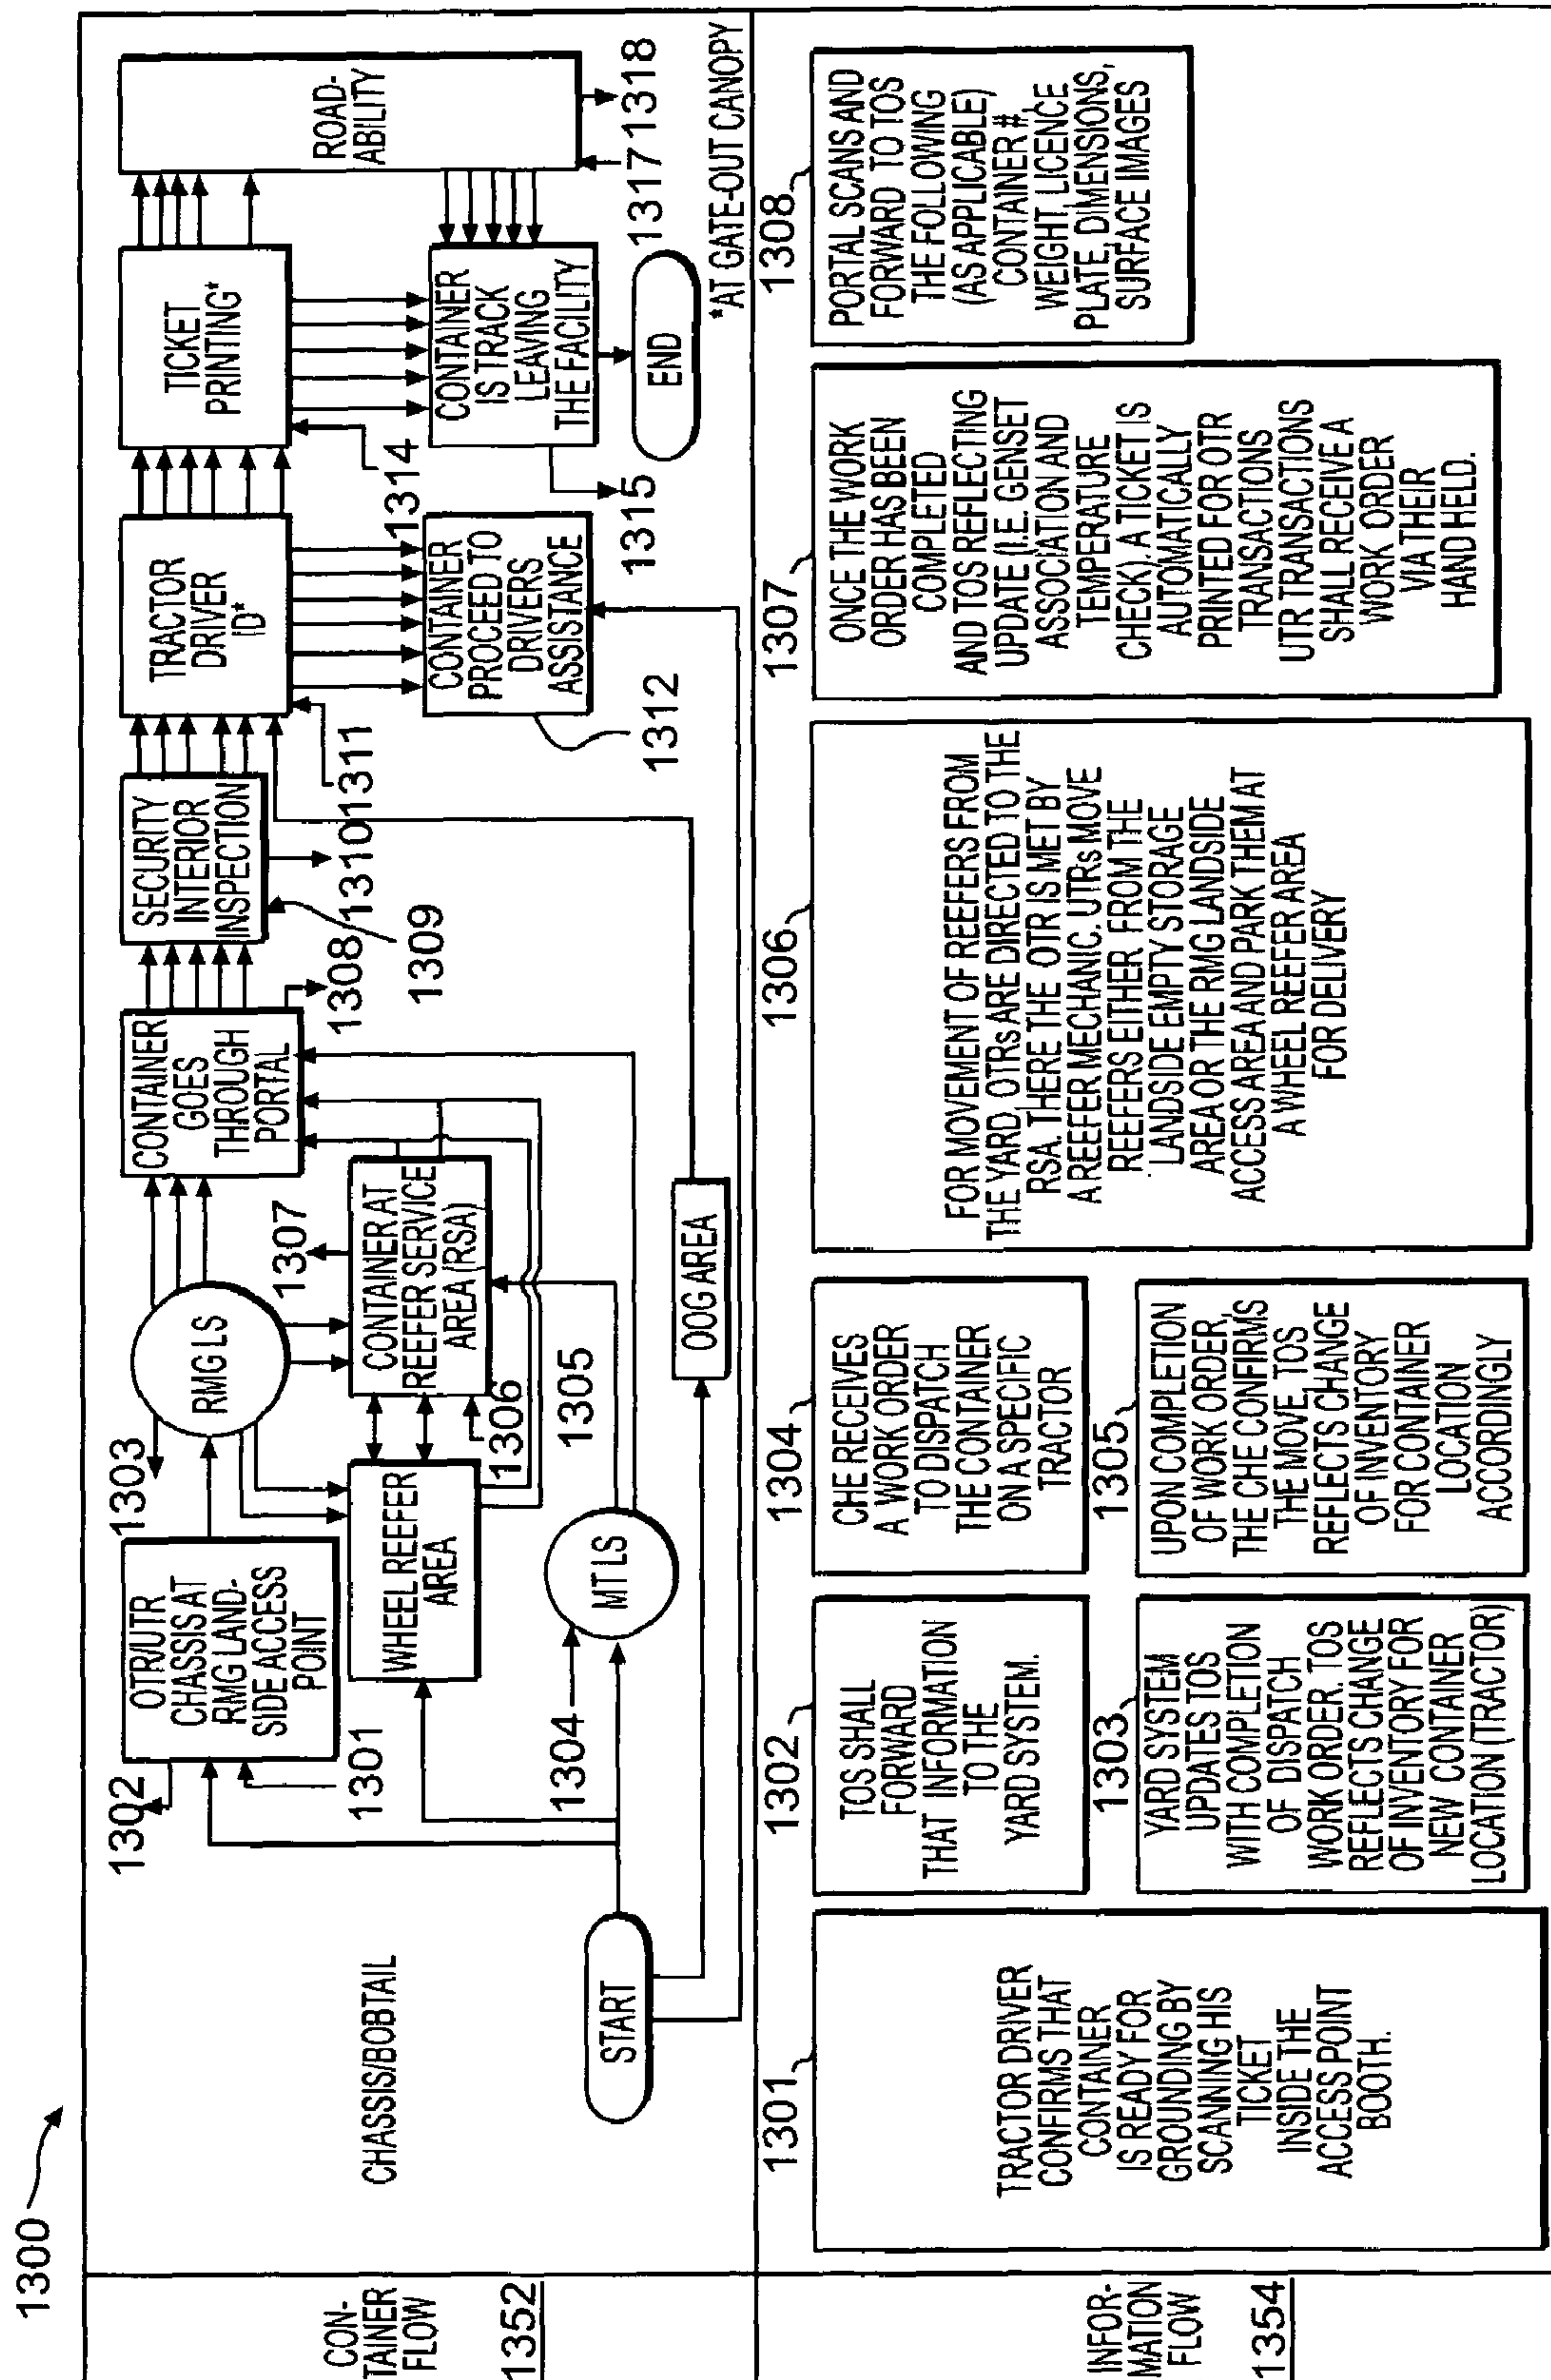 1300
CON-
TAINER
FLOW
1352
CHASSIS/BOBTAIL
START
1302
1301
OTR/UTR
CHASSIS AT
RMG LAND-
SIDE ACCESS
POINT
1303
RMG LS
WHEEL REEFER
AREA
1304
MT LS
1305
1306
1307
CONTAINER AT
REEFER SERVICE
AREA (RSA)
OOG AREA
CONTAINER
GOES
THROUGH
PORTAL
1308
1309
SECURITY
INTERIOR
INSPECTION
1310
1311
TRACTOR
DRIVER
ID*
CONTAINER
PROCEED TO
DRIVERS
ASSISTANCE
1312
1314
TICKET
PRINTING*
CONTAINER
IS TRACK
LEAVING
THE FACILITY
1315
END
ROAD-
ABILITY
1317
1318
*AT GATE-OUT CANOPY
INFOR-
MATION
FLOW
1354
1301
TRACTOR DRIVER
CONFIRMS THAT
CONTAINER
IS READY FOR
GROUNDING BY
SCANNING HIS
TICKET
INSIDE THE
ACCESS POINT
BOOTH.
1302
TOS SHALL
FORWARD
THAT INFORMATION
TO THE
YARD SYSTEM.
1303
YARD SYSTEM
UPDATES TOS
WITH COMPLETION
OF DISPATCH
WORK ORDER. TOS
REFLECTS CHANGE
OF INVENTORY FOR
NEW CONTAINER
LOCATION (TRACTOR)
1304
CHE RECEIVES
A WORK ORDER
TO DISPATCH
THE CONTAINER
ON A SPECIFIC
TRACTOR
1305
UPON COMPLETION
OF WORK ORDER,
THE CHE CONFIRMS
THE MOVE, TOS
REFLECTS CHANGE
OF INVENTORY
FOR CONTAINER
LOCATION
ACCORDINGLY
1306
FOR MOVEMENT OF REEFERS FROM
THE YARD, OTRs ARE DIRECTED TO THE
RSA. THERE THE OTR IS MET BY
A REEFER MECHANIC. UTRs MOVE
REEFERS EITHER FROM THE
LANDSIDE EMPTY STORAGE
AREA OR THE RMG LANDSIDE
ACCESS AREA AND PARK THEM AT
A WHEEL REEFER AREA
FOR DELIVERY
1307
ONCE THE WORK
ORDER HAS BEEN
COMPLETED
AND TOS REFLECTING
UPDATE (I.E. GENSET
ASSOCIATION AND
TEMPERATURE
CHECK), A TICKET IS
AUTOMATICALLY
PRINTED FOR OTR
TRANSACTIONS
UTR TRANSACTIONS
SHALL RECEIVE A
WORK ORDER
VIA THEIR
HAND HELD.
1308
PORTAL SCANS AND
FORWARD TO TOS
THE FOLLOWING
(AS APPLICABLE)
CONTAINER #,
WEIGHT, LICENCE
PLATE, DIMENSIONS,
SURFACE IMAGES